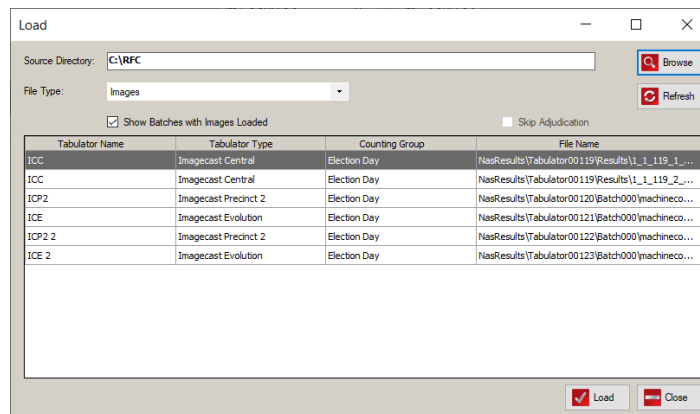 Load
Source Directory: C:\RFC Browse
File Type: Images Refresh
Show Batches with Images Loaded Skip Adjudication
Tabulator Name Tabulator Type Counting Group File Name
ICC Imagecast Central Election Day NasResults\Tabulator00119\Results\1_1_119_1_...
ICC Imagecast Central Election Day NasResults\Tabulator00119\Results\1_1_119_2_...
ICP2 Imagecast Precinct 2 Election Day NasResults\Tabulator00120\Batch000\machineco...
ICE Imagecast Evolution Election Day NasResults\Tabulator00121\Batch000\machineco...
ICP2 2 Imagecast Precinct 2 Election Day NasResults\Tabulator00122\Batch000\machineco...
ICE 2 Imagecast Evolution Election Day NasResults\Tabulator00123\Batch000\machineco...
Load Close